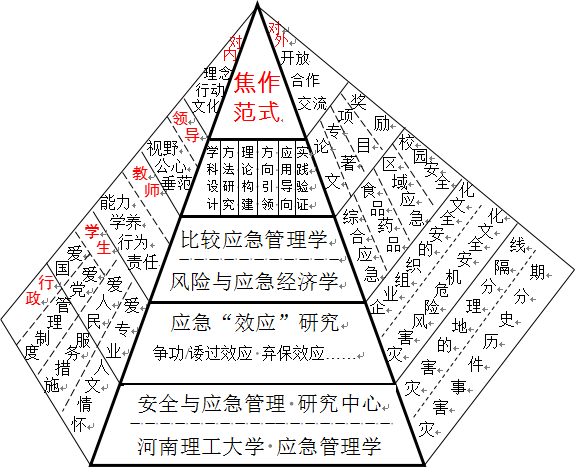 焦作
范式
学科设计
方法研究
理论构建
方向引领
应用导向
实践验证
比较应急管理学
风险与应急经济学
应急“效应”研究
争功/诿过效应·弃保效应……
安全与应急管理·研究中心
河南理工大学·应急管理学
对内
理念
行动
文化
领导
视野
公心
垂范
教师
能力
学养
行为
责任
学生
爱国
爱党
爱人民
爱专业
行政
管理制度
服务措施
人文情怀
对外
开放
合作
交流
奖励
项目
专著
论文
校园安全
区域应急
食品药品
综合应急
企业组织的安全文化
灾害风险危机安全文化
灾害的地理分隔线
灾害事件历史分期